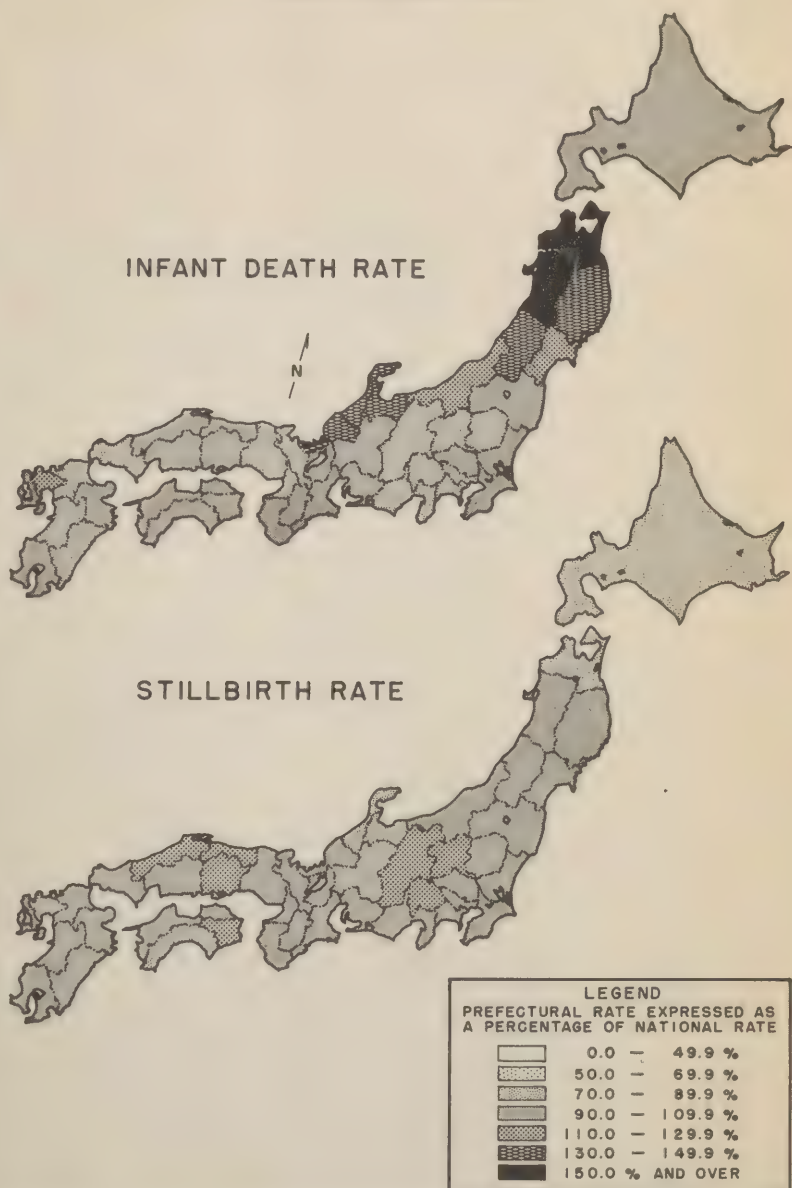 INFANT DEATH RATE
N
STILLBIRTH RATE
LEGEND
PREFECTURAL RATE EXPRESSED AS
A PERCENTAGE OF NATIONAL RATE
0.0 – 49.9 %
50.0 – 69.9 %
70.0 – 89.9 %
90.0 – 109.9 %
110.0 – 129.9 %
130.0 – 149.9 %
150.0 % AND OVER